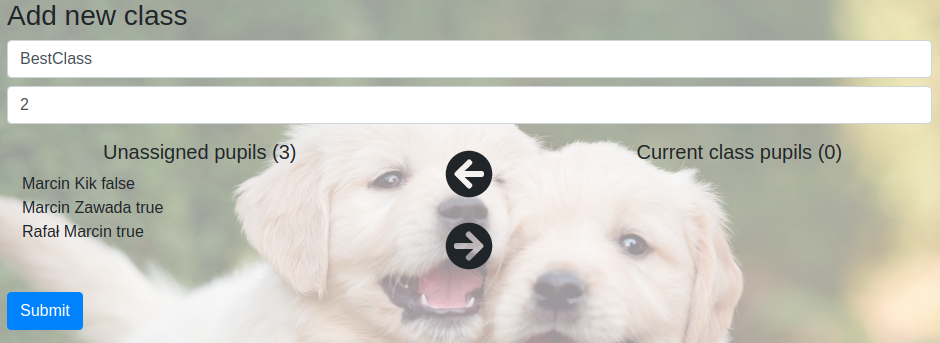 Add new class
BestClass
2
Unassigned pupils (3)
Current class pupils (0)
Marcin Kik false
Marcin Zawada true
Rafał Marcin true
Submit